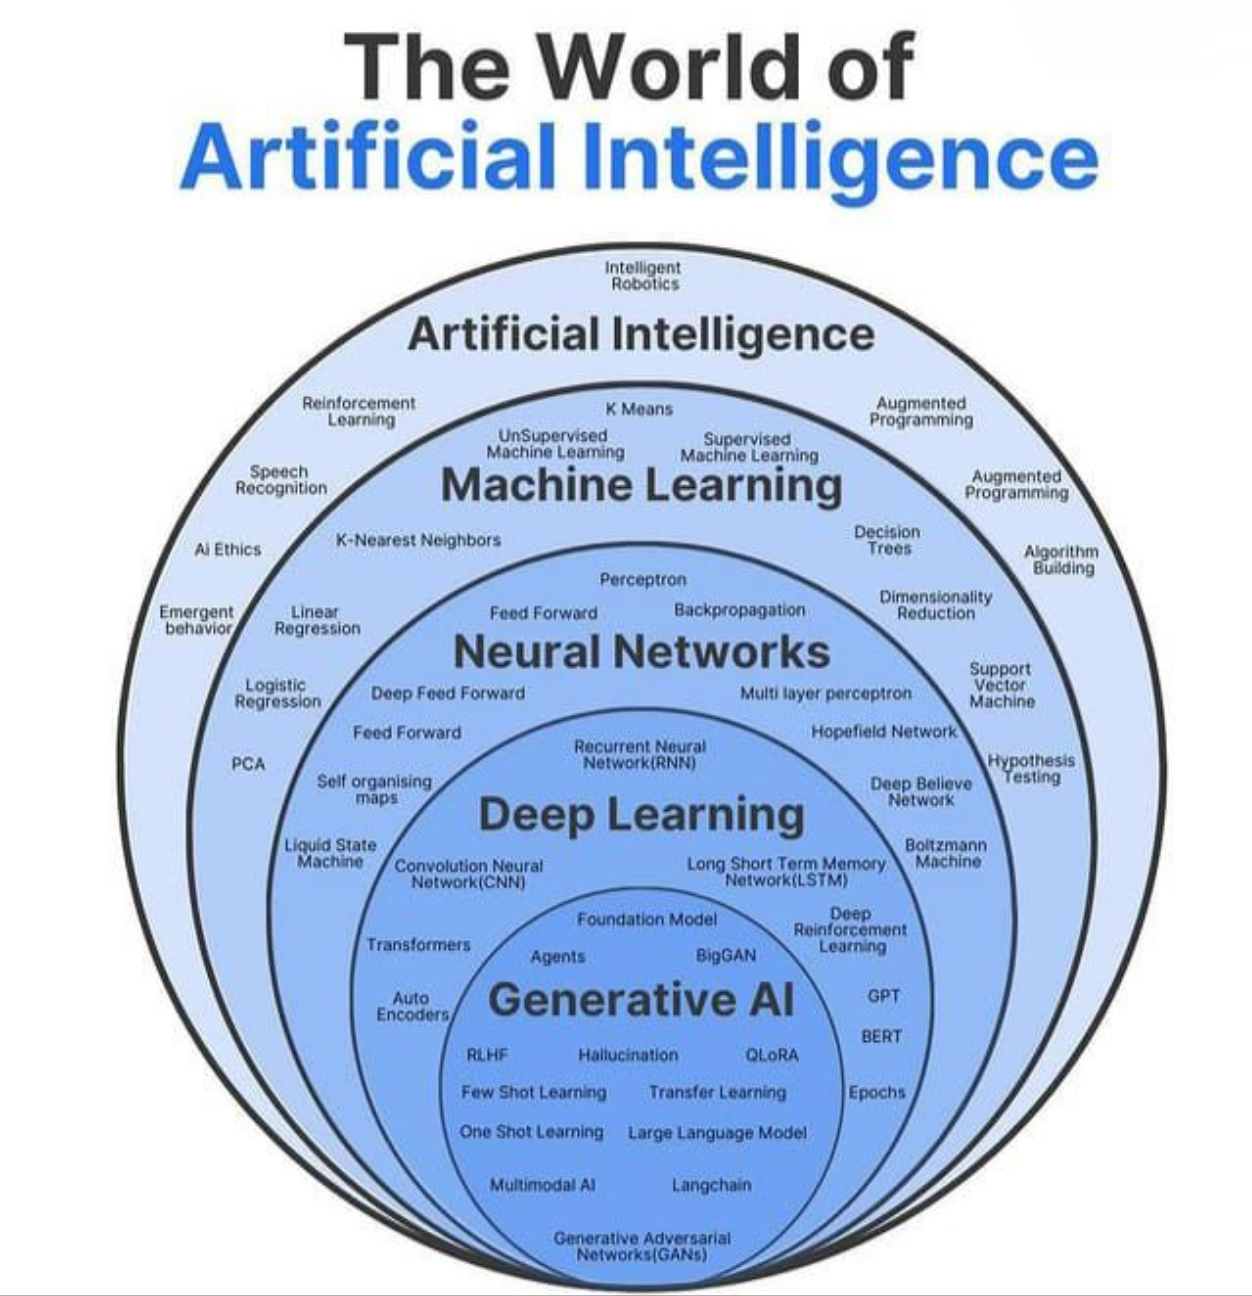 The World of
Artificial Intelligence
Intelligent
Robotics
Artificial Intelligence
Reinforcement
Learning
Augmented
Programming
Speech
Recognition
Augmented
Programming
Ai Ethics
Algorithm
Building
Emergent
behavior
K Means
UnSupervised
Machine Learning
Supervised
Machine Learning
Machine Learning
K-Nearest Neighbors
Decision
Trees
Linear
Regression
Dimensionality
Reduction
Logistic
Regression
Support
Vector
Machine
PCA
Hypothesis
Testing
Perceptron
Feed Forward
Backpropagation
Neural Networks
Deep Feed Forward
Multi layer perceptron
Feed Forward
Hopefield Network
Self organising
maps
Deep Believe
Network
Liquid State
Machine
Boltzmann
Machine
Recurrent Neural
Network(RNN)
Deep Learning
Convolution Neural
Network(CNN)
Long Short Term Memory
Network(LSTM)
Transformers
Deep
Reinforcement
Learning
Auto
Encoders
GPT
BERT
Epochs
Foundation Model
Agents
BigGAN
Generative AI
RLHF
Hallucination
QLoRA
Few Shot Learning
Transfer Learning
One Shot Learning
Large Language Model
Multimodal AI
Langchain
Generative Adversarial
Networks(GANs)